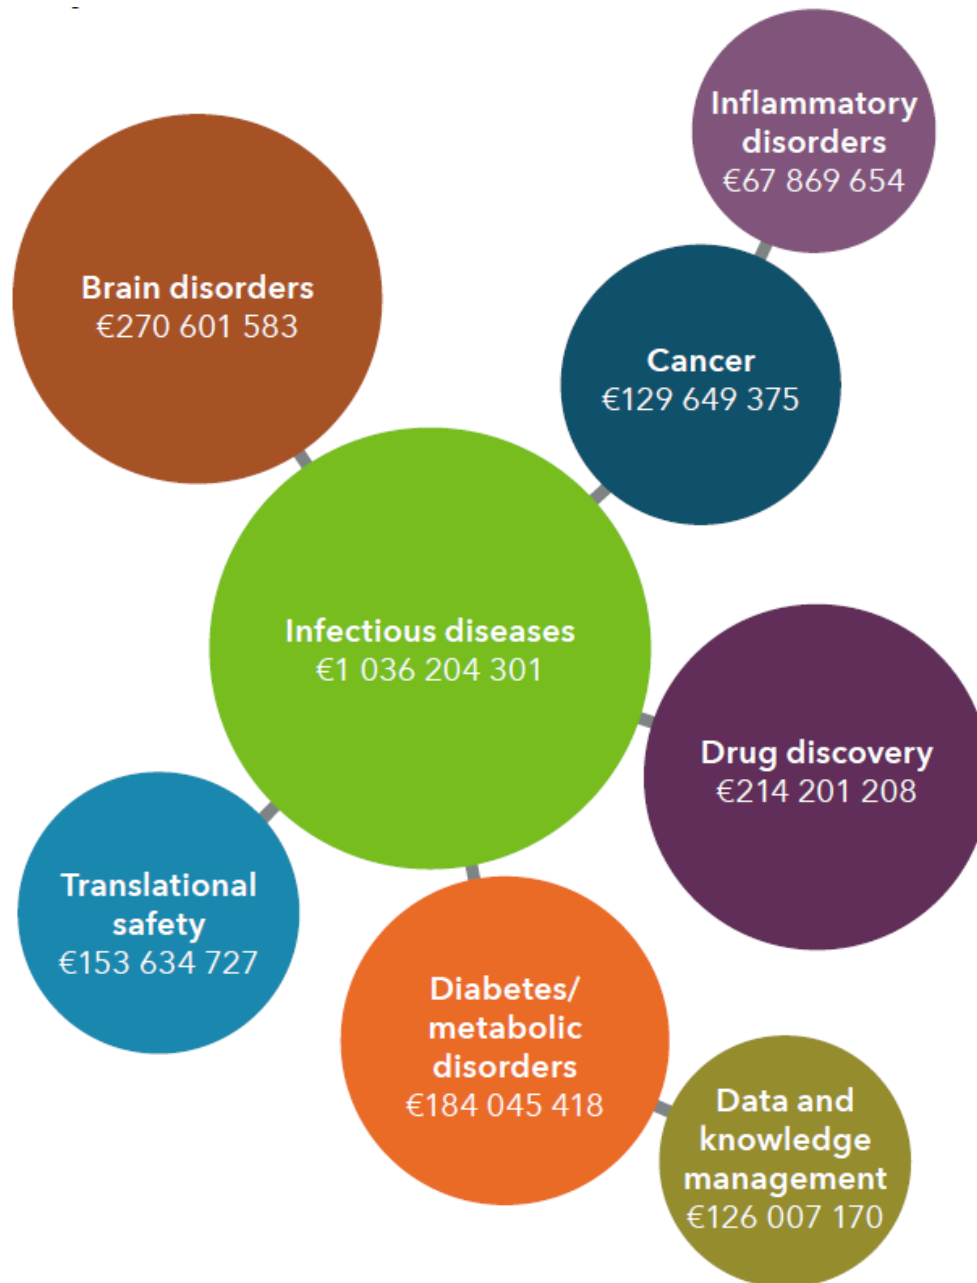 Inflammatory
disorders
€67 869 654
Brain disorders
€270 601 583
Cancer
€129 649 375
Infectious diseases
€1 036 204 301
Drug discovery
€214 201 208
Translational
safety
€153 634 727
Diabetes/
metabolic
disorders
€184 045 418
Data and
knowledge
management
€126 007 170